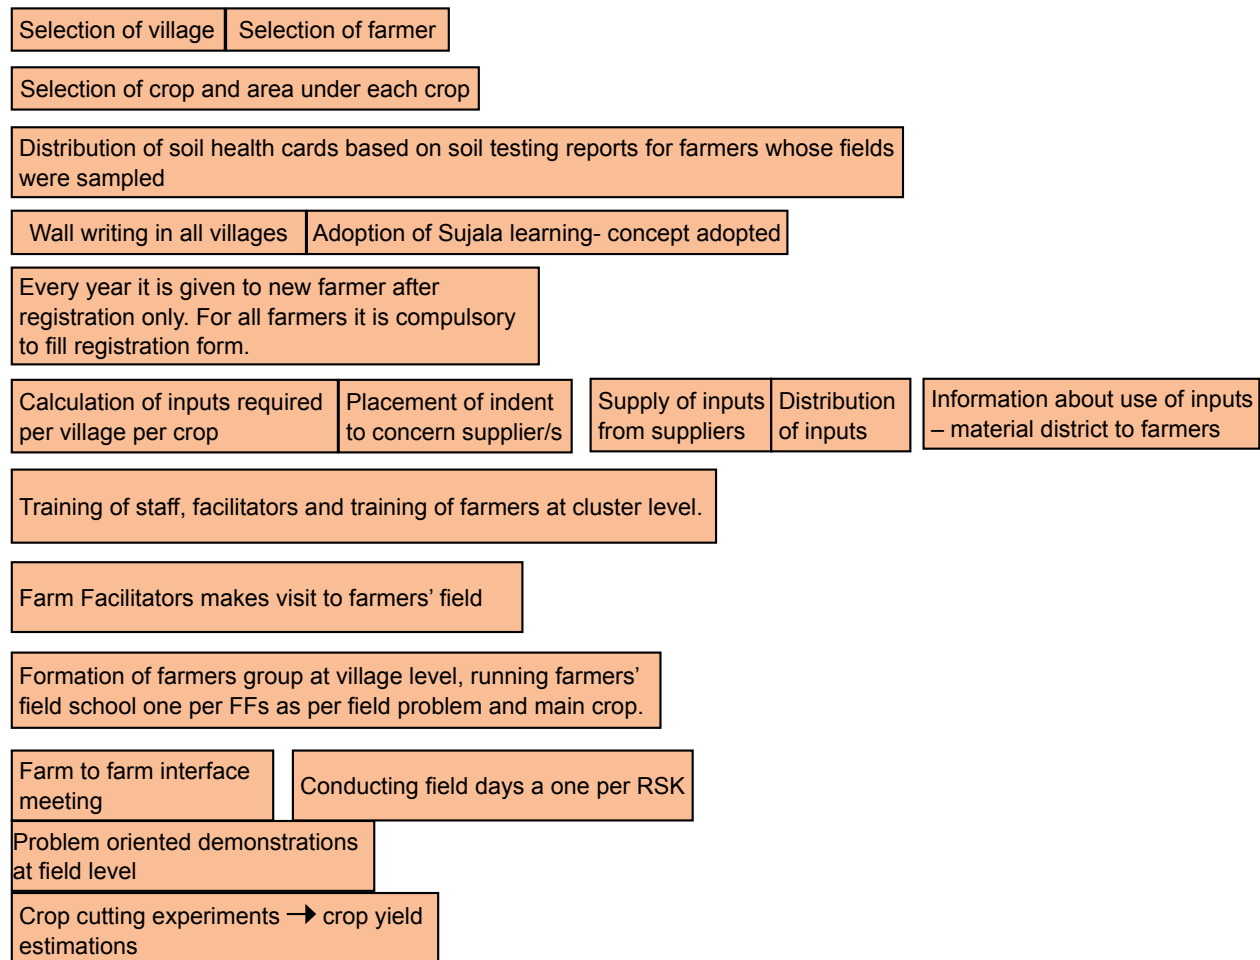 Selection of village
Selection of farmer
Selection of crop and area under each crop
Distribution of soil health cards based on soil testing reports for farmers whose fields
were sampled
Wall writing in all villages
Adoption of Sujala learning- concept adopted
Every year it is given to new farmer after
registration only. For all farmers it is compulsory
to fill registration form.
Calculation of inputs required
per village per crop
Placement of indent
to concern supplier/s
Supply of inputs
from suppliers
Distribution
of inputs
Information about use of inputs
– material district to farmers
Training of staff, facilitators and training of farmers at cluster level.
Farm Facilitators makes visit to farmers’ field
Formation of farmers group at village level, running farmers’
field school one per FFs as per field problem and main crop.
Farm to farm interface
meeting
Conducting field days a one per RSK
Problem oriented demonstrations
at field level
Crop cutting experiments → crop yield
estimations